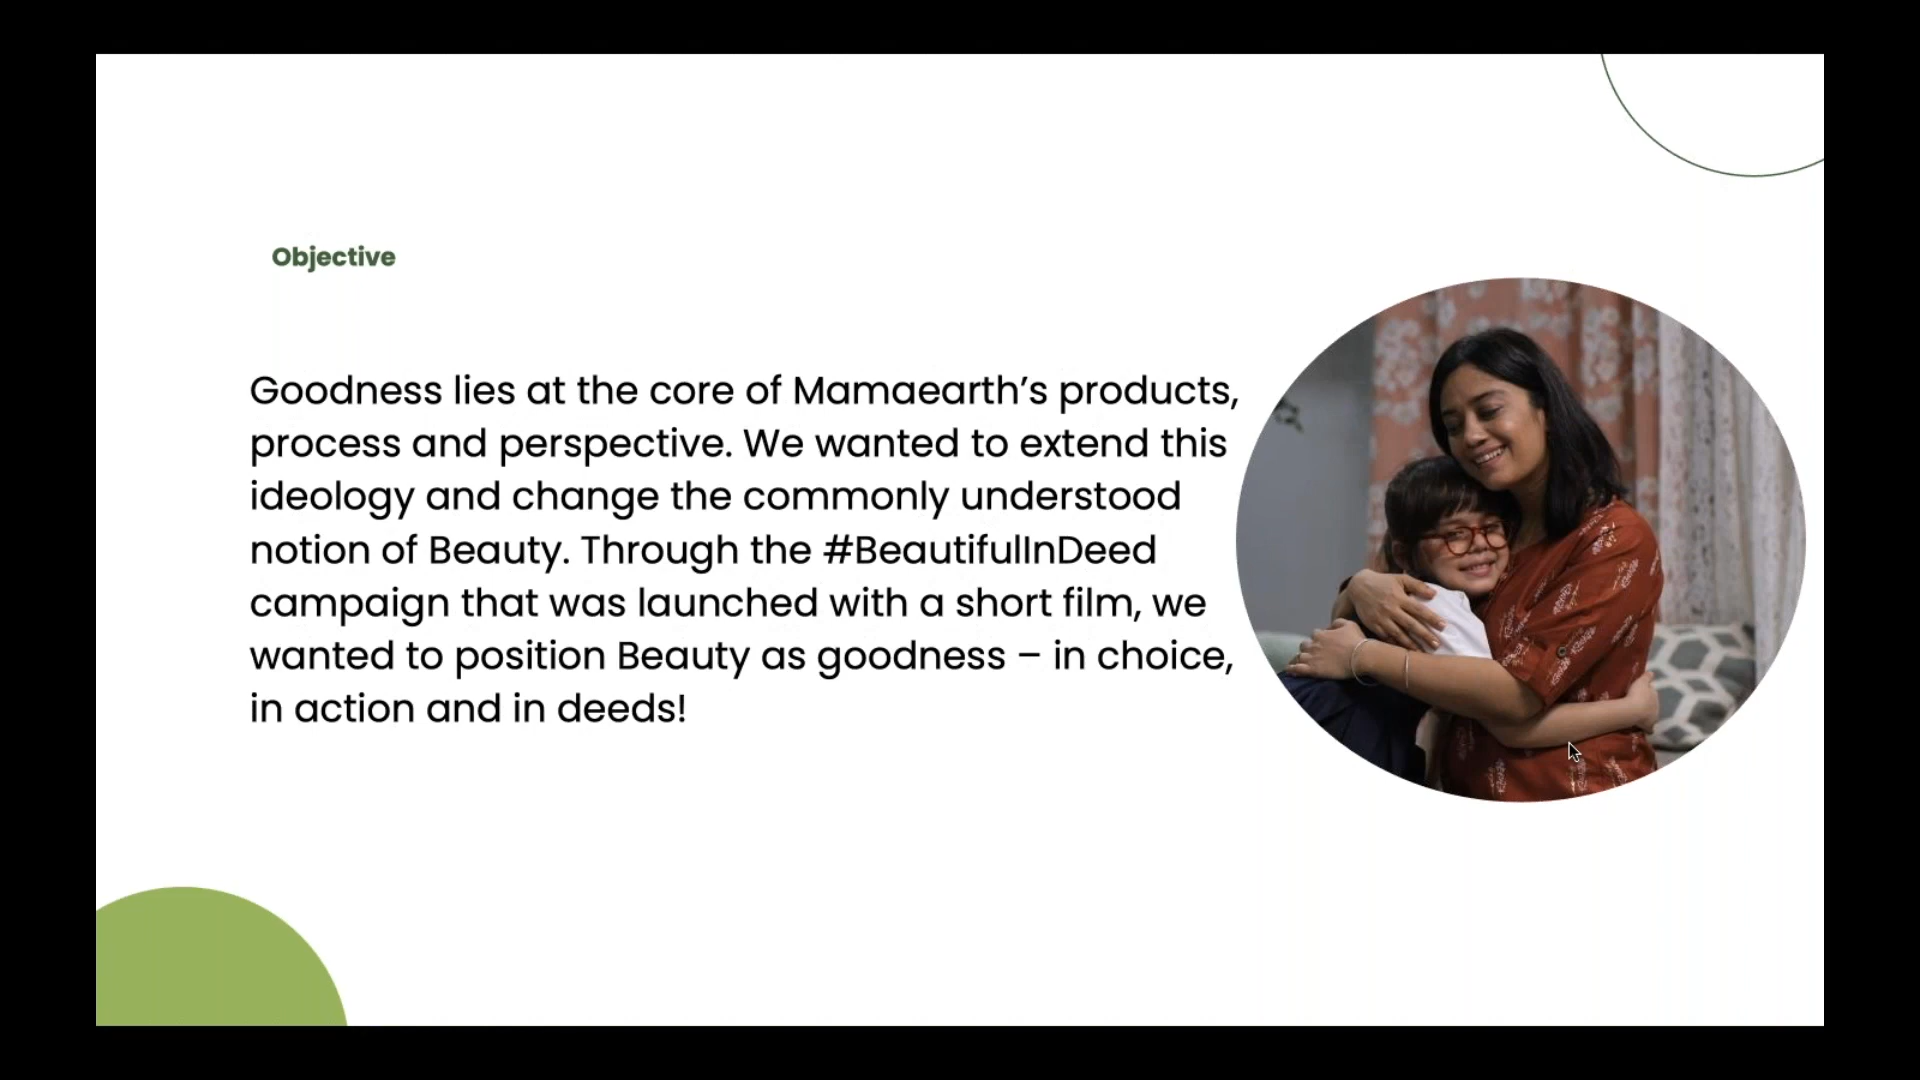 Objective
Goodness lies at the core of Mamaearth’s products,
process and perspective. We wanted to extend this
ideology and change the commonly understood
notion of Beauty. Through the #BeautifulInDeed
campaign that was launched with a short film, we
wanted to position Beauty as goodness – in choice,
in action and in deeds!